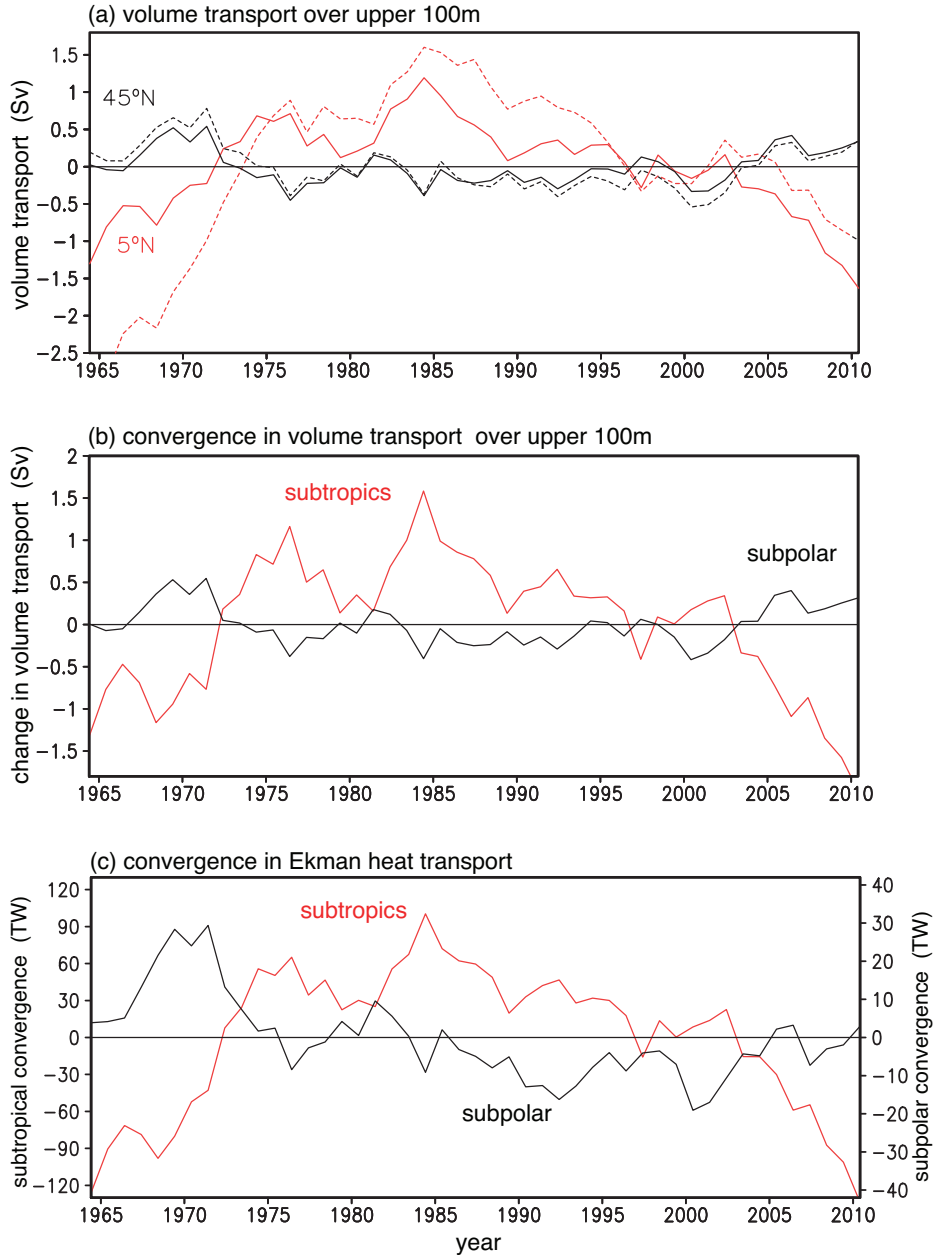 (a) volume transport over upper 100m
volume transport (Sv)
1.5
1
0.5
0
−0.5
−1
−1.5
−2
−2.5
45°N
5°N
1965 1970 1975 1980 1985 1990 1995 2000 2005 2010
(b) convergence in volume transport over upper 100m
change in volume transport (Sv)
2
1.5
1
0.5
0
−0.5
−1
−1.5
subtropics
subpolar
1965 1970 1975 1980 1985 1990 1995 2000 2005 2010
(c) convergence in Ekman heat transport
subtropical convergence (TW)
120
90
60
30
0
−30
−60
−90
−120
subtropics
subpolar
40
30
20
10
0
−10
−20
−30
−40
subpolar convergence (TW)
1965 1970 1975 1980 1985 1990 1995 2000 2005 2010
year